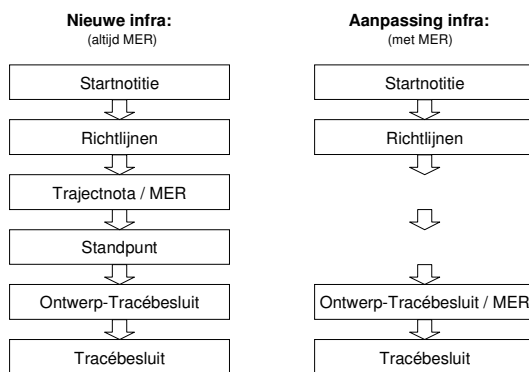 Nieuwe infra:
(altijd MER)
Startnotitie
Richtlijnen
Trajectnota / MER
Standpunt
Ontwerp-Tracébesluit
Tracébesluit
Aanpassing infra:
(met MER)
Startnotitie
Richtlijnen
Ontwerp-Tracébesluit / MER
Tracébesluit